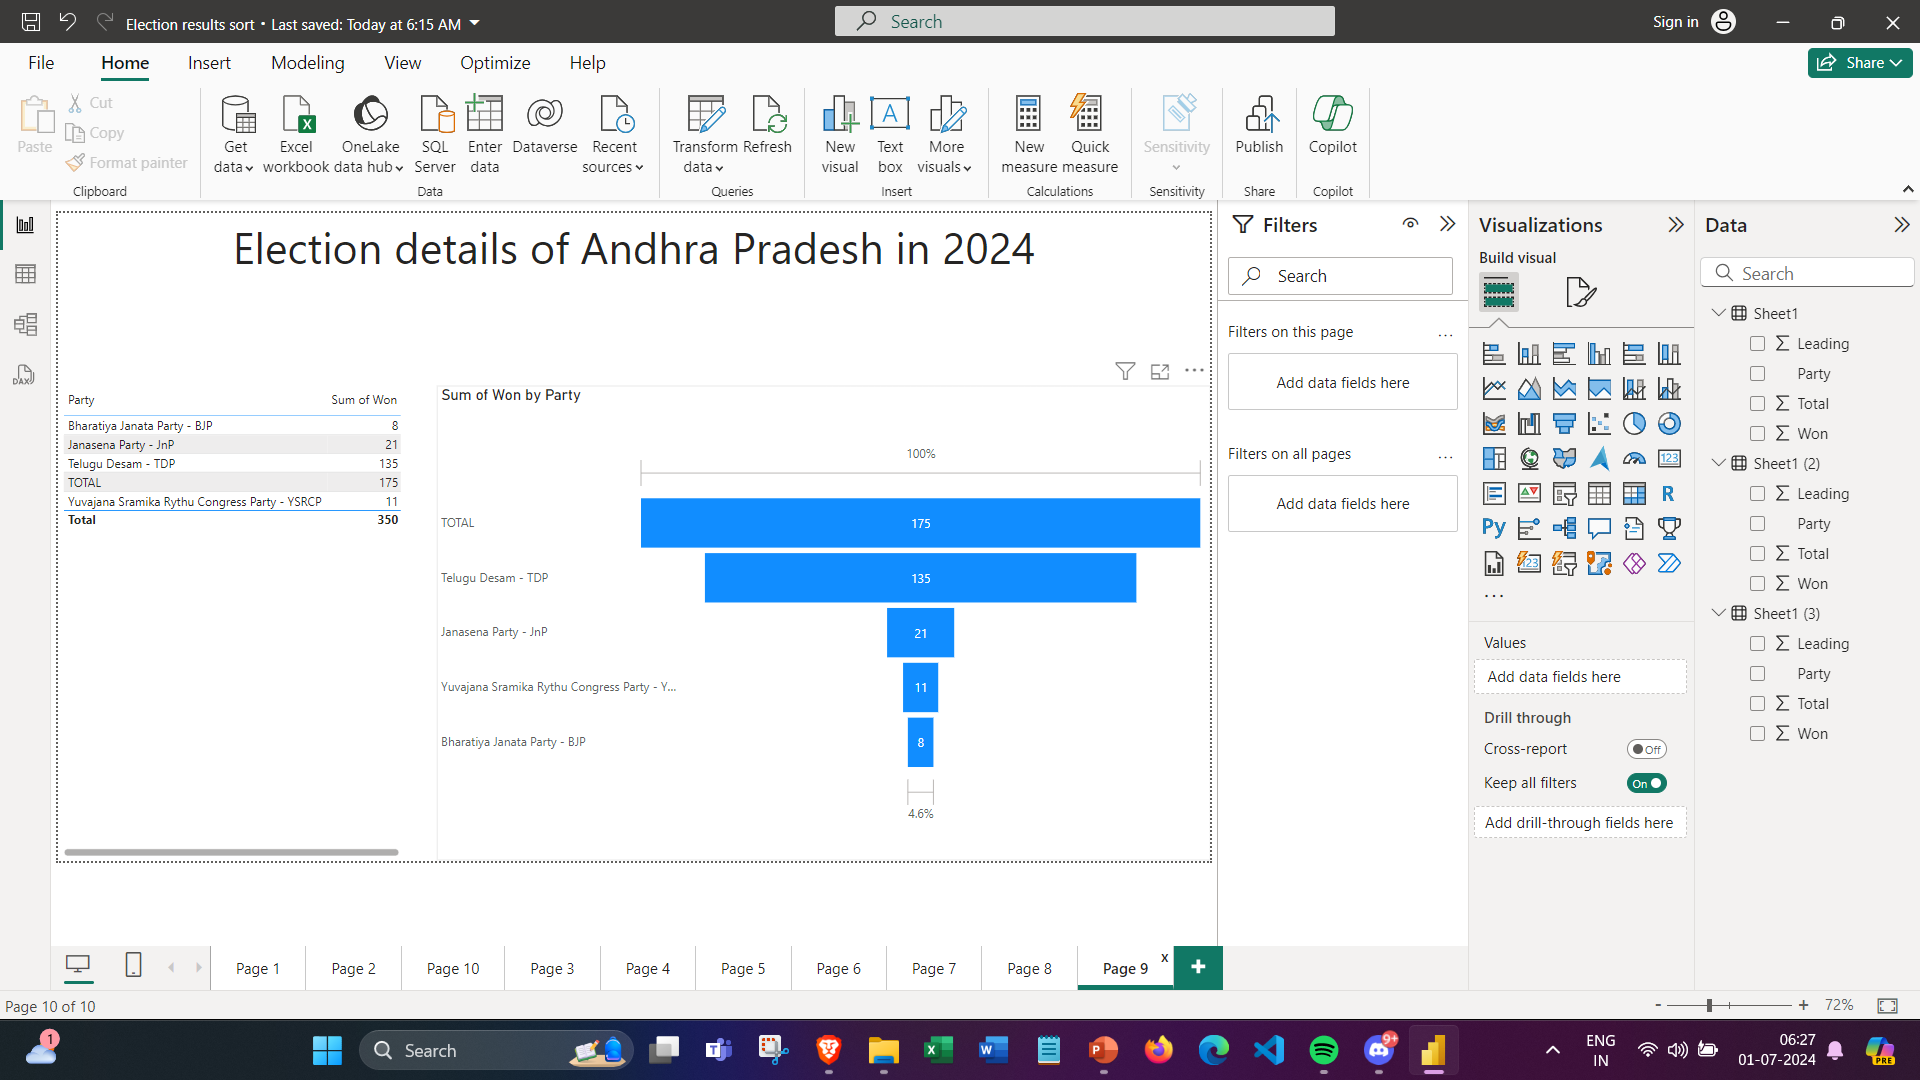 Election results sort • Last saved: Today at 6:15 AM
Search
Sign in
File
Home
Insert
Modeling
View
Optimize
Help
Share
Paste
Cut
Copy
Format painter
Clipboard
Get data
Excel workbook
OneLake data hub
SQL Server
Enter data
Dataverse
Recent sources
Data
Transform data
Refresh
Queries
New visual
Text box
More visuals
Insert
New measure
Quick measure
Calculations
Sensitivity
Sensitivity
Publish
Share
Copilot
Copilot
Election details of Andhra Pradesh in 2024
Party Sum of Won
Bharatiya Janata Party - BJP 8
Janasena Party - JnP 21
Telugu Desam - TDP 135
TOTAL 175
Yuvajana Sramika Rythu Congress Party - YSRCP 11
Total 350
Sum of Won by Party
100%
TOTAL 175
Telugu Desam - TDP 135
Janasena Party - JnP 21
Yuvajana Sramika Rythu Congress Party - Y... 11
Bharatiya Janata Party - BJP 8
4.6%
Filters
Search
Filters on this page ...
Add data fields here
Filters on all pages ...
Add data fields here
Visualizations
Build visual
123
R
Py
123
...
Values
Add data fields here
Drill through
Cross-report Off
Keep all filters On
Add drill-through fields here
Data
Search
Sheet1
Leading
Party
Total
Won
Sheet1 (2)
Leading
Party
Total
Won
Sheet1 (3)
Leading
Party
Total
Won
DAX
Page 1
Page 2
Page 10
Page 3
Page 4
Page 5
Page 6
Page 7
Page 8
Page 9
x
+
Page 10 of 10
- + 72%
1
Search
9+
ENG
IN
06:27
01-07-2024
PRE